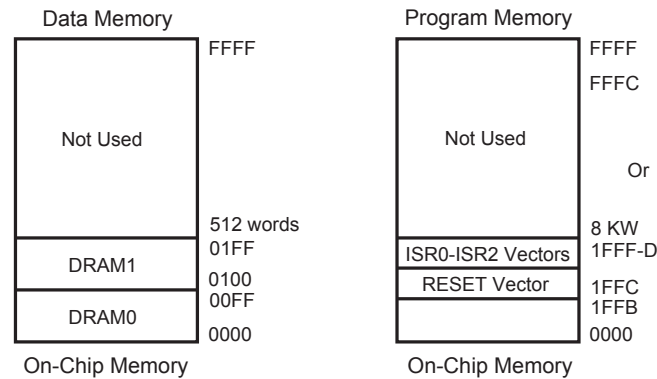 Data Memory
FFFF
Not Used
512 words
01FF
DRAM1
0100
00FF
DRAM0
0000
On-Chip Memory
Program Memory
FFFF
FFFC
Not Used
Or
8 KW
ISR0-ISR2 Vectors
1FFF-D
RESET Vector
1FFC
1FFB
0000
On-Chip Memory